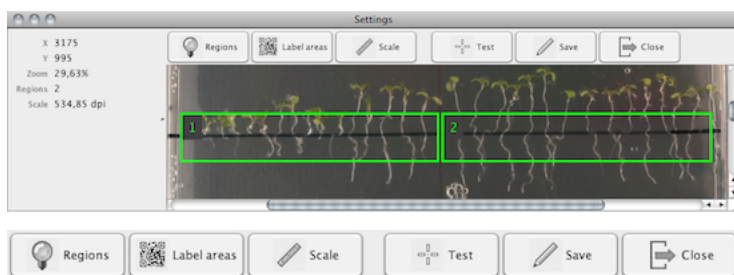 Settings
X 3175
Y 995
Zoom 29,63%
Regions 2
Scale 534,85 dpi
Regions Label areas Scale Test Save Close
1 2
Regions Label areas Scale Test Save Close